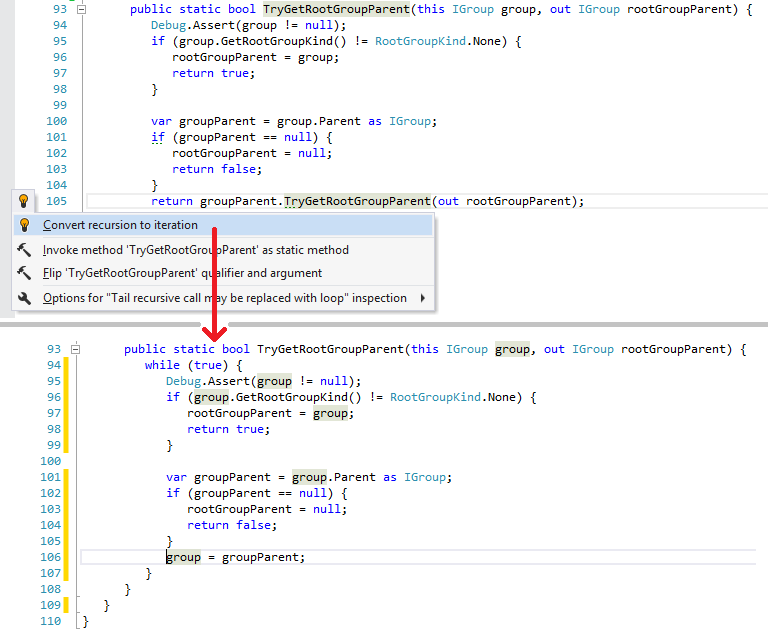 93 public static bool TryGetRootGroupParent(this IGroup group, out IGroup rootGroupParent) {
94 Debug.Assert(group != null);
95 if (group.GetRootGroupKind() != RootGroupKind.None) {
96 rootGroupParent = group;
97 return true;
98 }
99
100 var groupParent = group.Parent as IGroup;
101 if (groupParent == null) {
102 rootGroupParent = null;
103 return false;
104 }
105 return groupParent.TryGetRootGroupParent(out rootGroupParent);
Convert recursion to iteration
Invoke method 'TryGetRootGroupParent' as static method
Flip 'TryGetRootGroupParent' qualifier and argument
Options for "Tail recursive call may be replaced with loop" inspection
93 public static bool TryGetRootGroupParent(this IGroup group, out IGroup rootGroupParent) {
94 while (true) {
95 Debug.Assert(group != null);
96 if (group.GetRootGroupKind() != RootGroupKind.None) {
97 rootGroupParent = group;
98 return true;
99 }
100
101 var groupParent = group.Parent as IGroup;
102 if (groupParent == null) {
103 rootGroupParent = null;
104 return false;
105 }
106 group = groupParent;
107 }
108 }
109 }
110 }